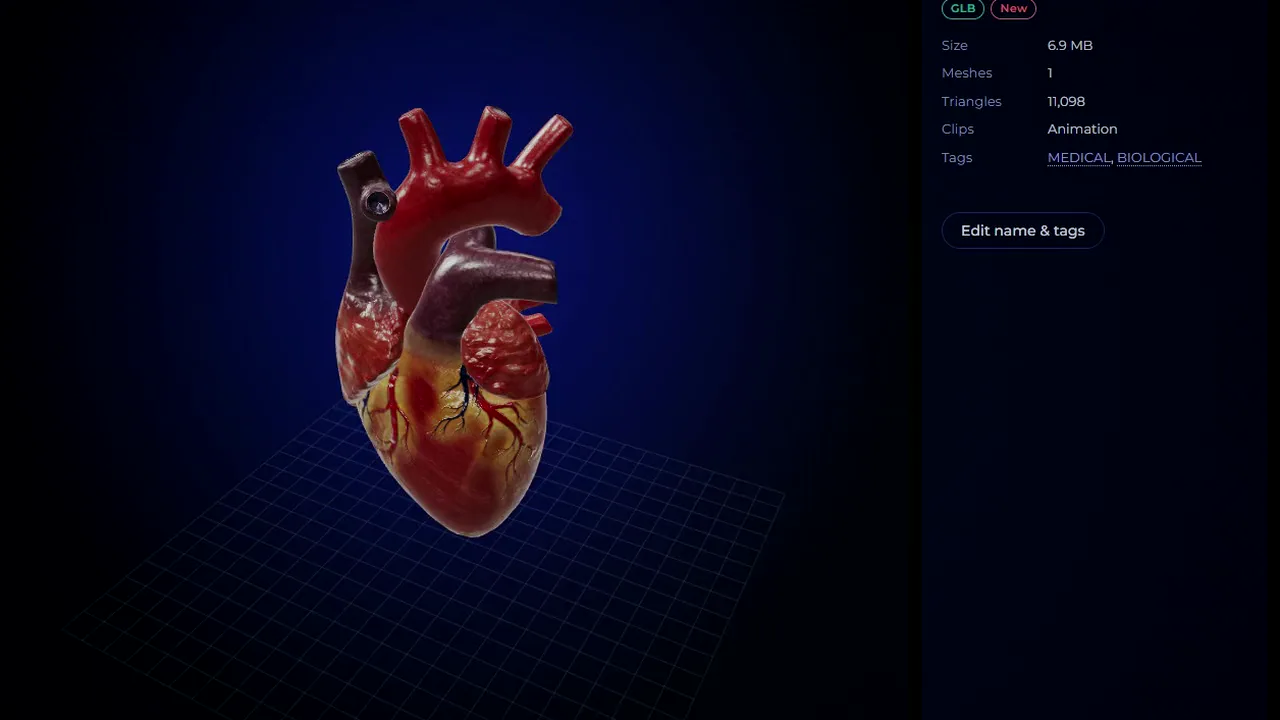 GLB New
Size 6.9 MB
Meshes 1
Triangles 11,098
Clips Animation
Tags MEDICAL, BIOLOGICAL
Edit name & tags